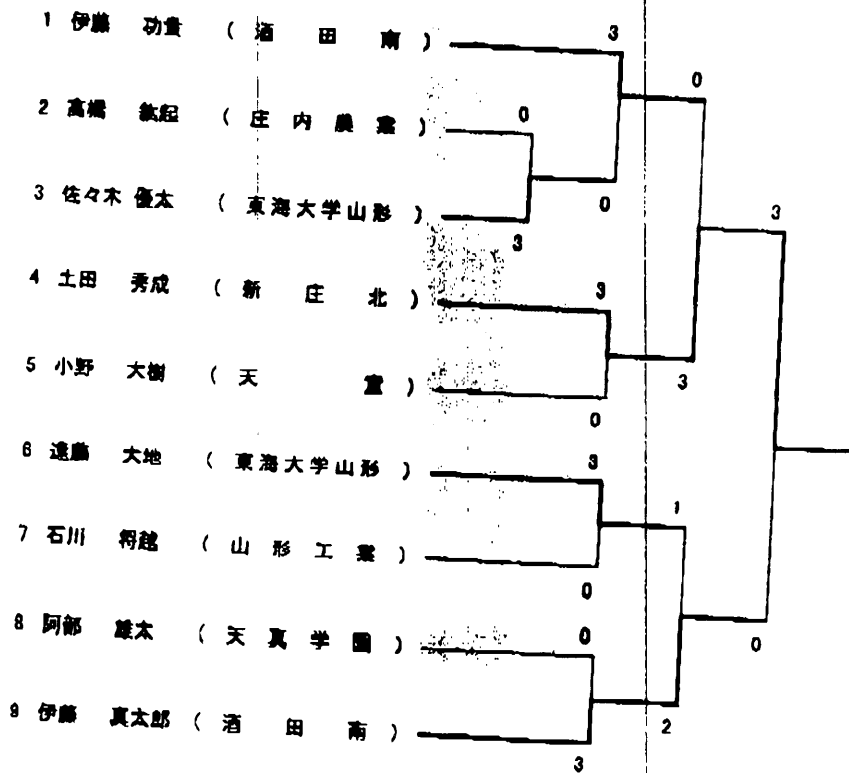 1 伊藤 功貴 ( 酒田南 ) 3
0
2 高橋 紘起 ( 庄内農業 ) 0
0
3 佐々木 優太 ( 東海大学山形 ) 3
3
4 土田 秀成 ( 新庄北 ) 3
3
5 小野 大樹 ( 天童 ) 0
6 遠藤 大地 ( 東海大学山形 ) 3
1
7 石川 将越 ( 山形工業 ) 0
8 阿部 雄太 ( 天真学園 ) 0
0
9 伊藤 真太郎 ( 酒田南 ) 2
3